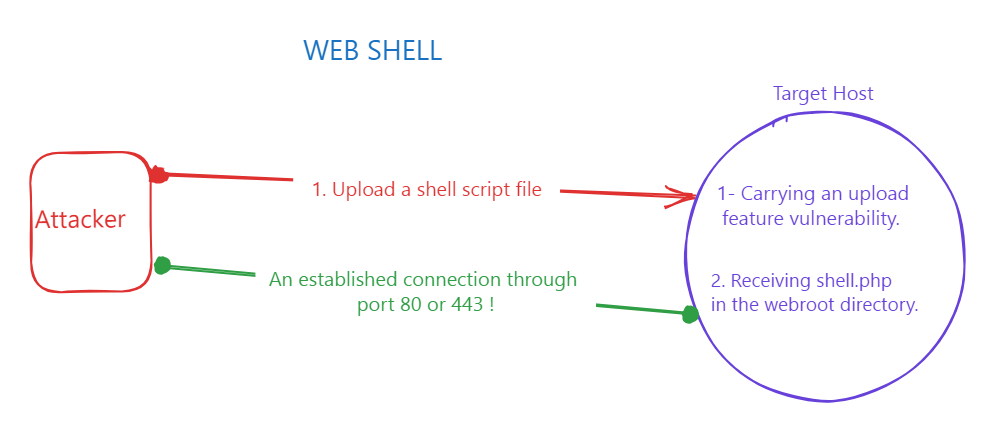 WEB SHELL
Target Host
Attacker
1. Upload a shell script file
1- Carrying an upload
feature vulnerability.
An established connection through
port 80 or 443 !
2. Receiving shell.php
in the webroot directory.